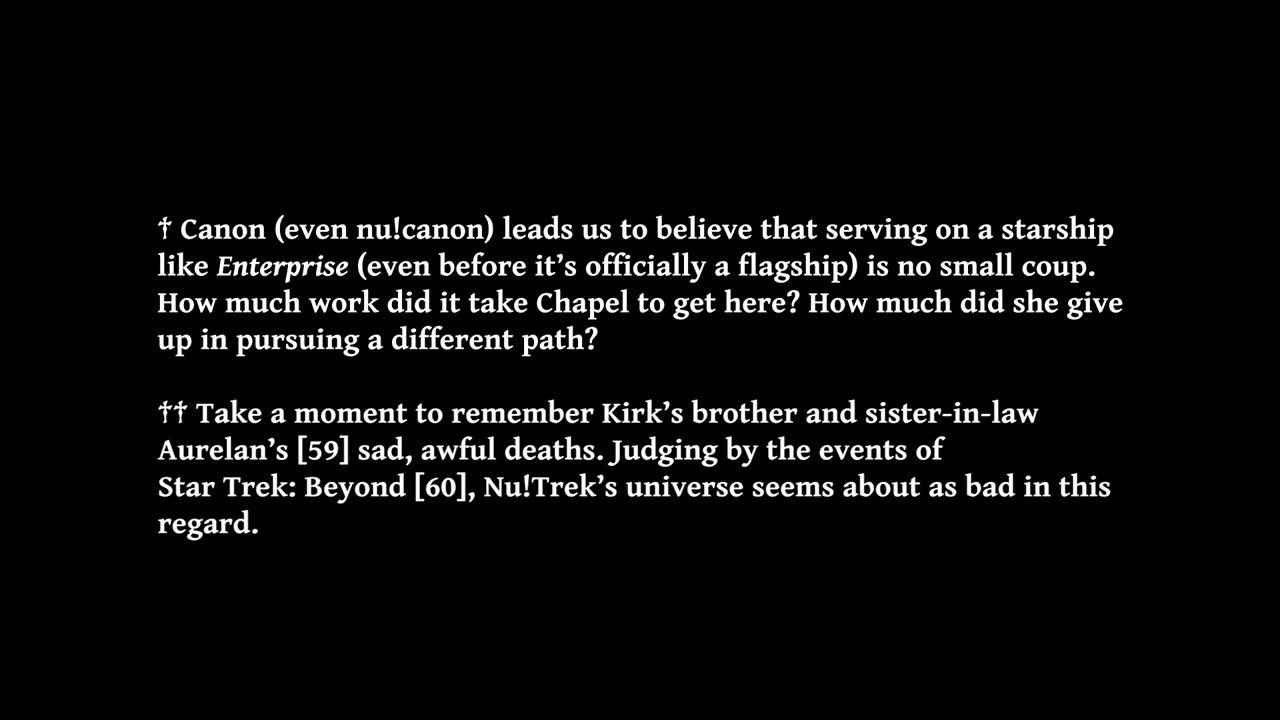 † Canon (even nu!canon) leads us to believe that serving on a starship
like Enterprise (even before it’s officially a flagship) is no small coup.
How much work did it take Chapel to get here? How much did she give
up in pursuing a different path?
†† Take a moment to remember Kirk’s brother and sister-in-law
Aurelan’s [59] sad, awful deaths. Judging by the events of
Star Trek: Beyond [60], Nu!Trek’s universe seems about as bad in this
regard.